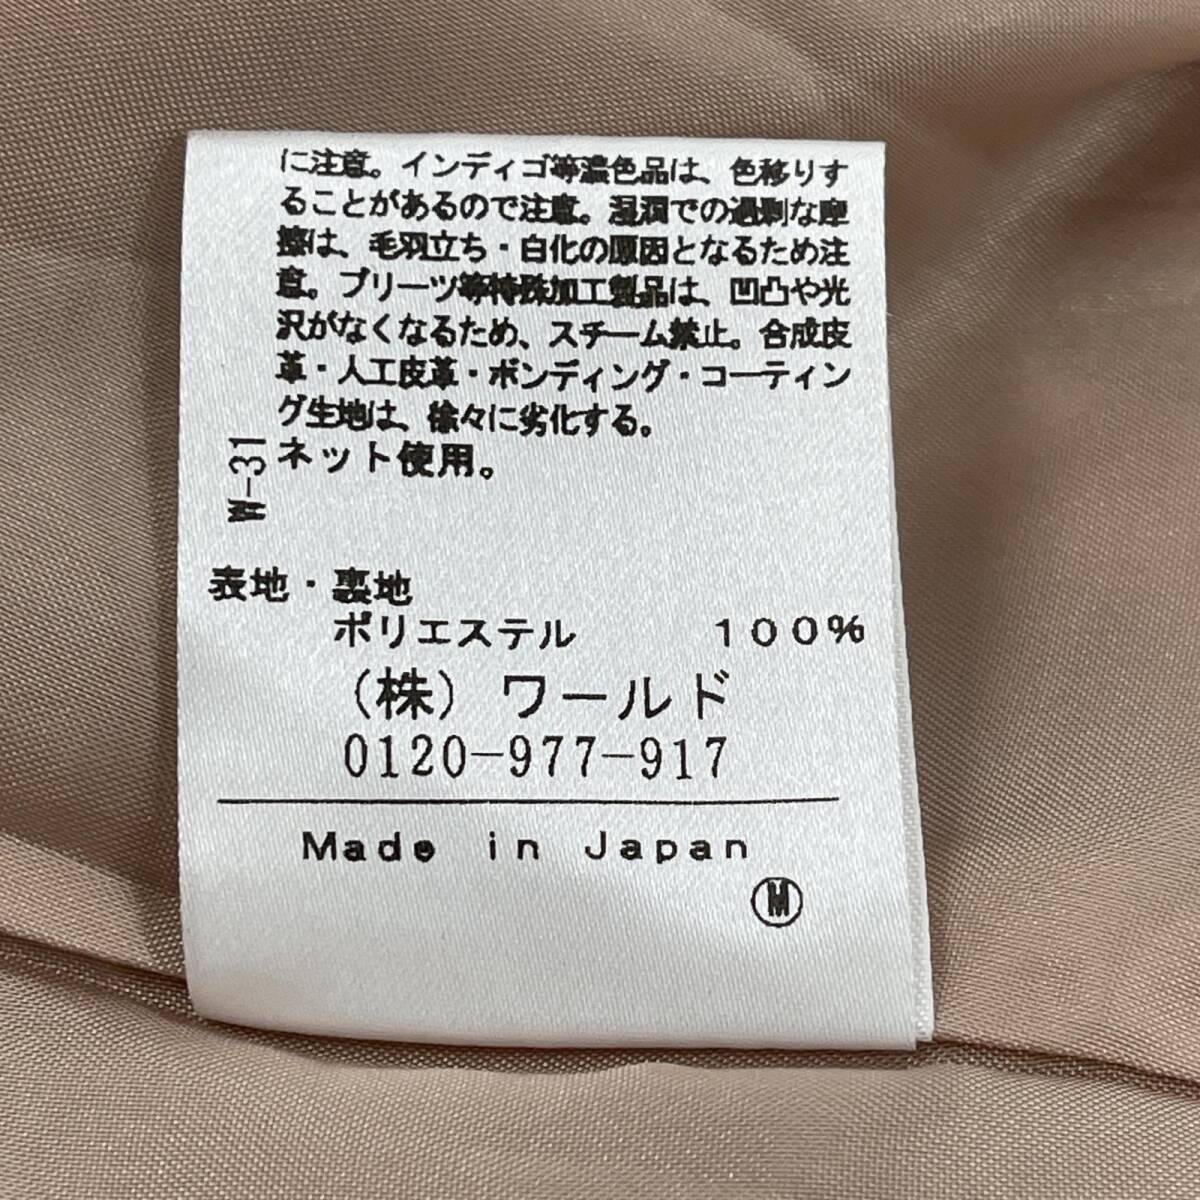 に注意。インディゴ等濃色品は、色移りす
ることがあるので注意。湿潤での過剰な摩
擦は、毛羽立ち・白化の原因となるため注
意。プリーツ等特殊加工製品は、凹凸や光
沢がなくなるため、スチーム禁止。合成皮
革・人工皮革・ボンディング・コーティン
グ生地は、徐々に劣化する。
ネット使用。
W-31
表地・裏地
ポリエステル 100%
(株)ワールド
0120-977-917
Made in Japan
M